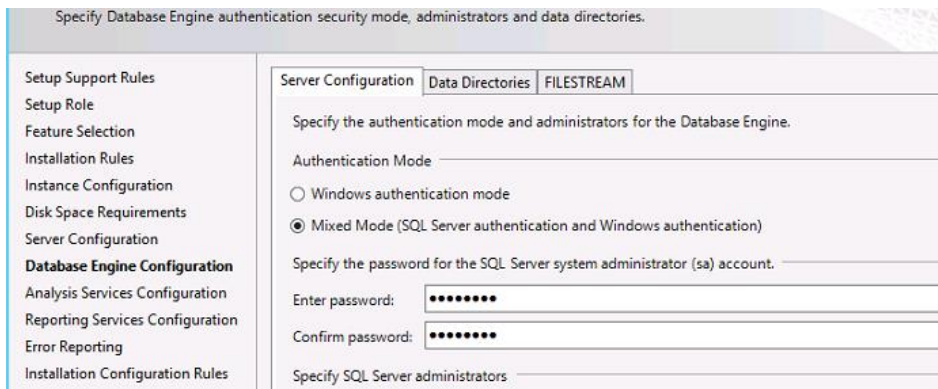 Specify Database Engine authentication security mode, administrators and data directories.
Setup Support Rules
Setup Role
Feature Selection
Installation Rules
Instance Configuration
Disk Space Requirements
Server Configuration
Database Engine Configuration
Analysis Services Configuration
Reporting Services Configuration
Error Reporting
Installation Configuration Rules
Server Configuration Data Directories FILESTREAM
Specify the authentication mode and administrators for the Database Engine.
Authentication Mode
Windows authentication mode
Mixed Mode (SQL Server authentication and Windows authentication)
Specify the password for the SQL Server system administrator (sa) account.
Enter password: ●●●●●●●●
Confirm password: ●●●●●●●●
Specify SQL Server administrators